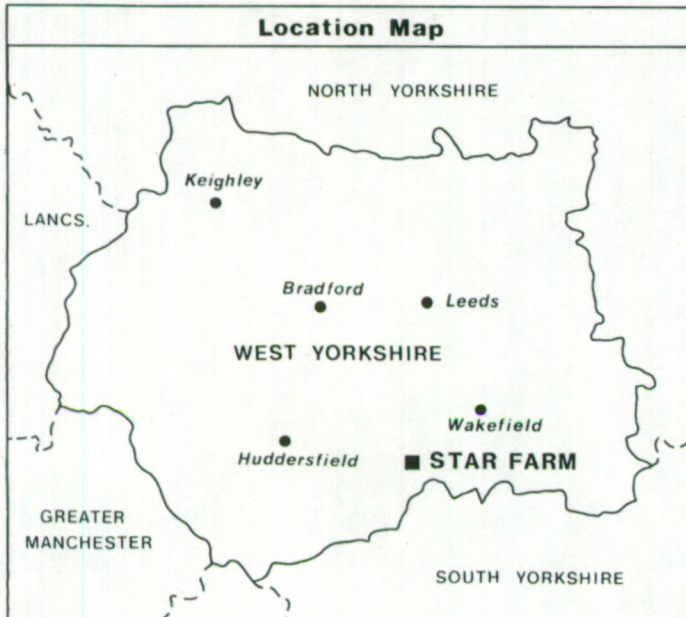 Location Map
NORTH YORKSHIRE
Keighley
LANCS.
Bradford
Leeds
WEST YORKSHIRE
Wakefield
Huddersfield
STAR FARM
GREATER
MANCHESTER
SOUTH YORKSHIRE